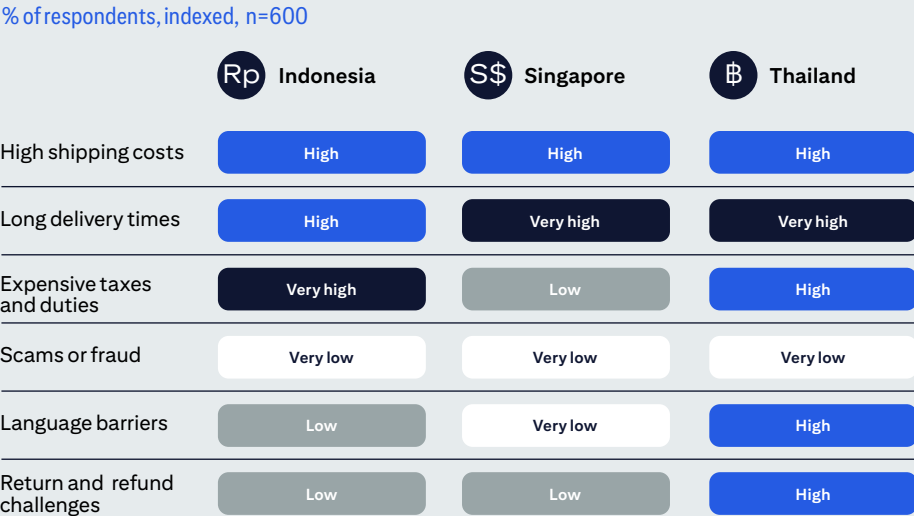 % of respondents, indexed, n=600
Rp Indonesia S$ Singapore ฿ Thailand
High shipping costs High High High
Long delivery times High Very high Very high
Expensive taxes
and duties Very high Low High
Scams or fraud Very low Very low Very low
Language barriers Low Very low High
Return and refund
challenges Low Low High